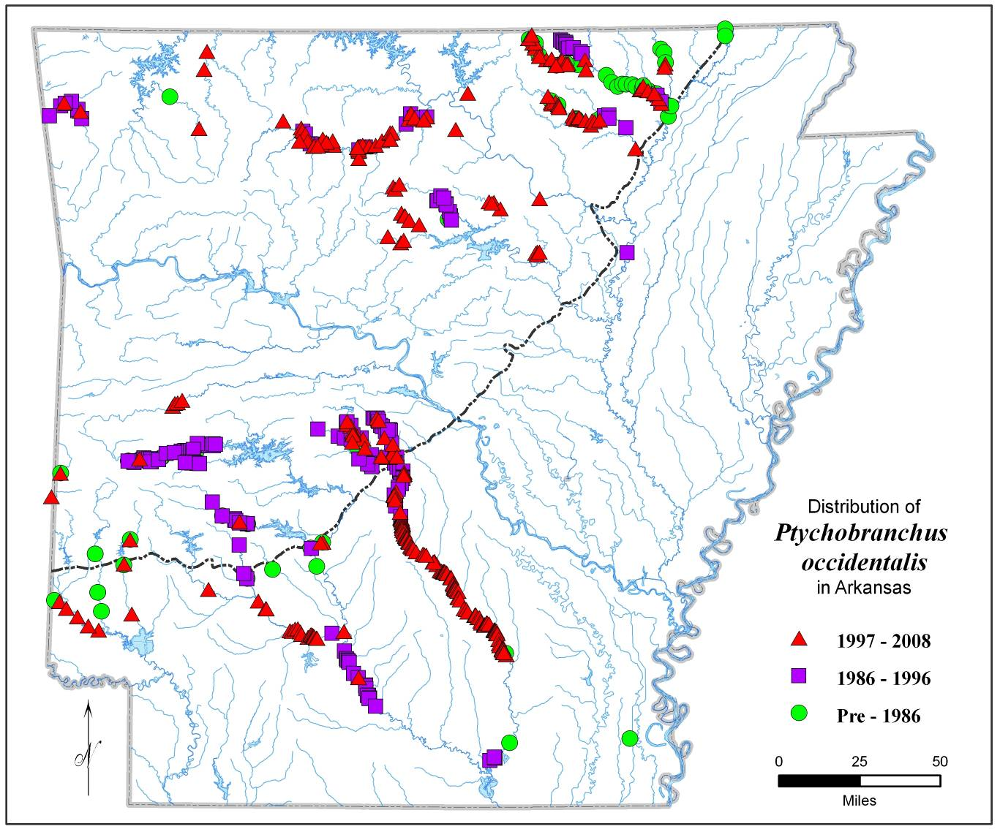 Distribution of
Ptychobranchus
occidentalis
in Arkansas
1997 - 2008
1986 - 1996
Pre - 1986
0 25 50
Miles
N